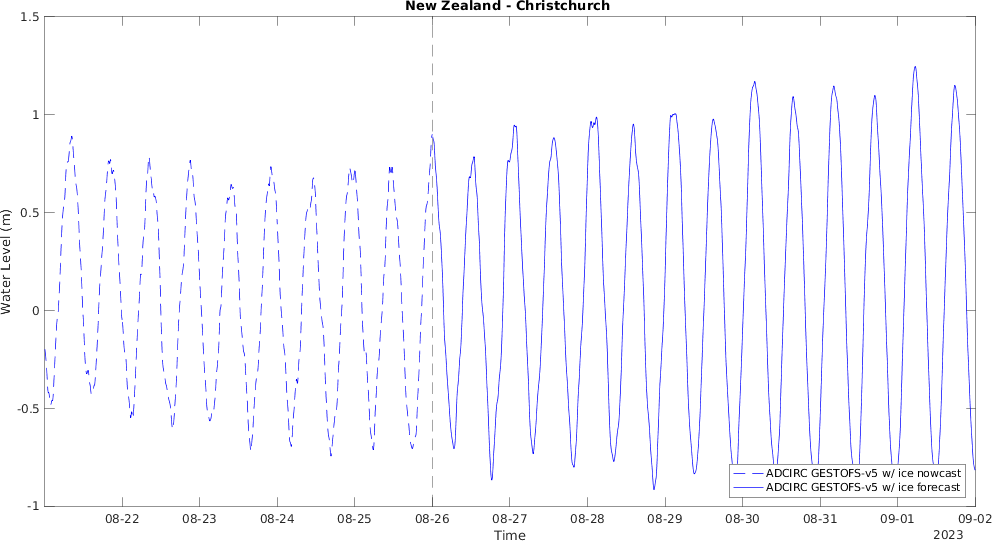 New Zealand - Christchurch
1.5
1
0.5
0
-0.5
-1
Water Level (m)
ADCIRC GESTOFS-v5 w/ ice nowcast
ADCIRC GESTOFS-v5 w/ ice forecast
08-22 08-23 08-24 08-25 08-26 08-27 08-28 08-29 08-30 08-31 09-01 09-02
Time
2023